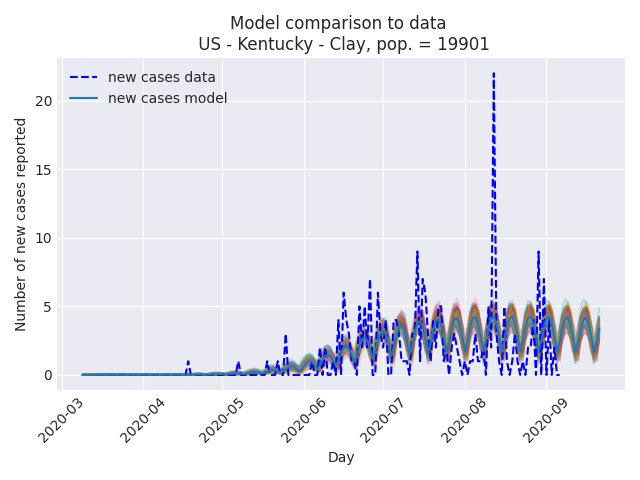 Model comparison to data
US - Kentucky - Clay, pop. = 19901
new cases data
new cases model
Number of new cases reported
20
15
10
5
0
2020-03
2020-04
2020-05
2020-06
2020-07
2020-08
2020-09
Day